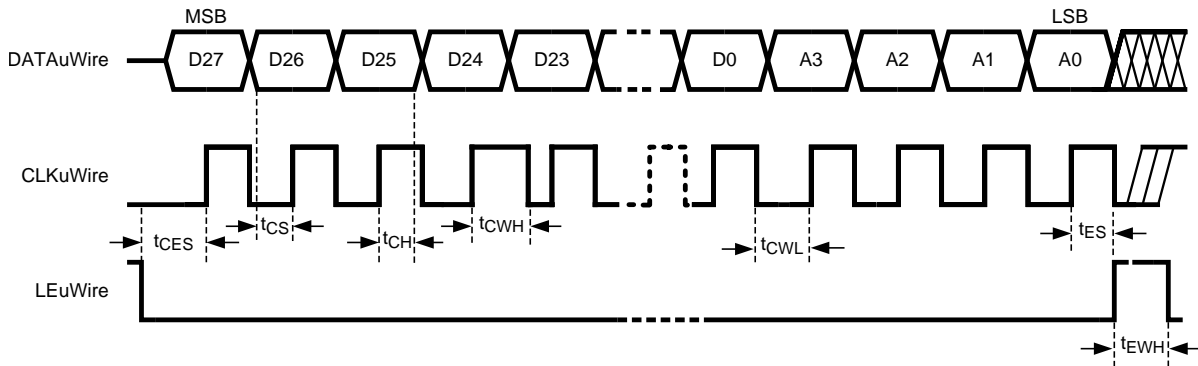 MSB LSB
DATAuWire D27 D26 D25 D24 D23 D0 A3 A2 A1 A0
CLKuWire
tCES tCS tCH tCWH tCWL tES
LEuWire
tEWH